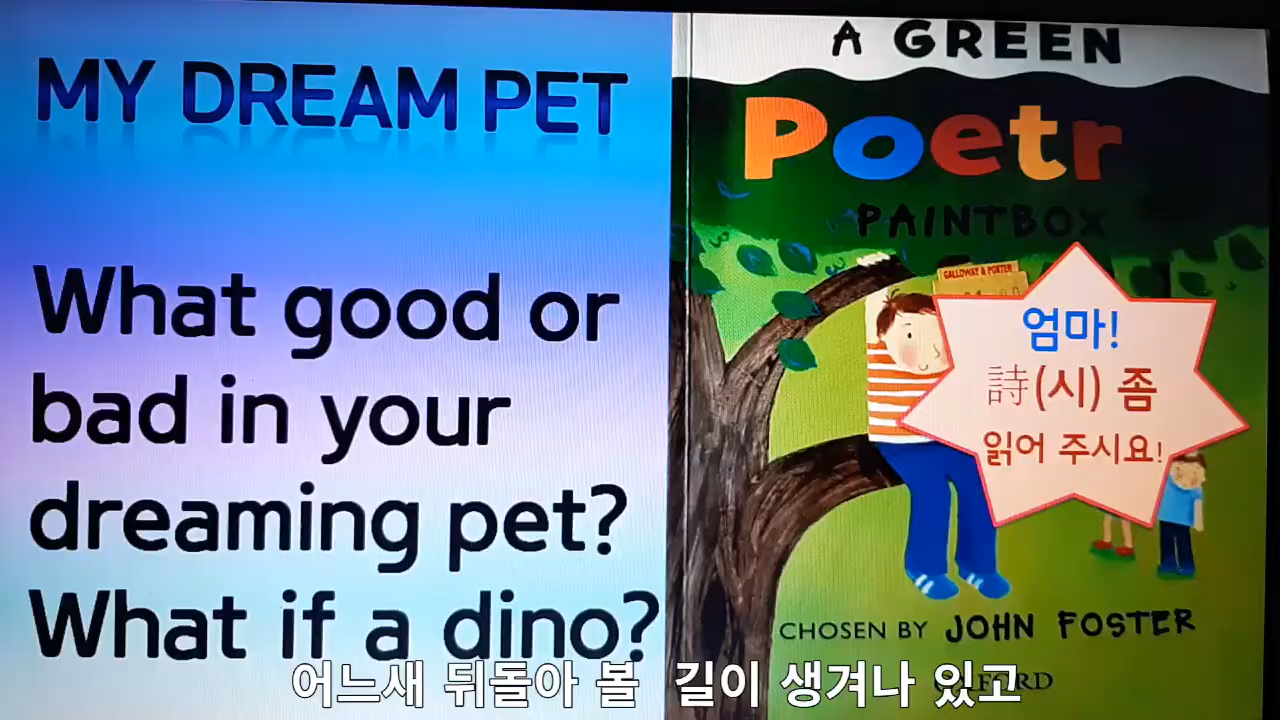 MY DREAM PET
What good or
bad in your
dreaming pet?
What if a dino?
A GREEN
Poetr
PAINTBOX
GALLOWAY & PORTER
엄마!
詩(시) 좀
읽어 주시요!
CHOSEN BY JOHN FOSTER
어느새 뒤돌아 볼 길이 생겨나 있고